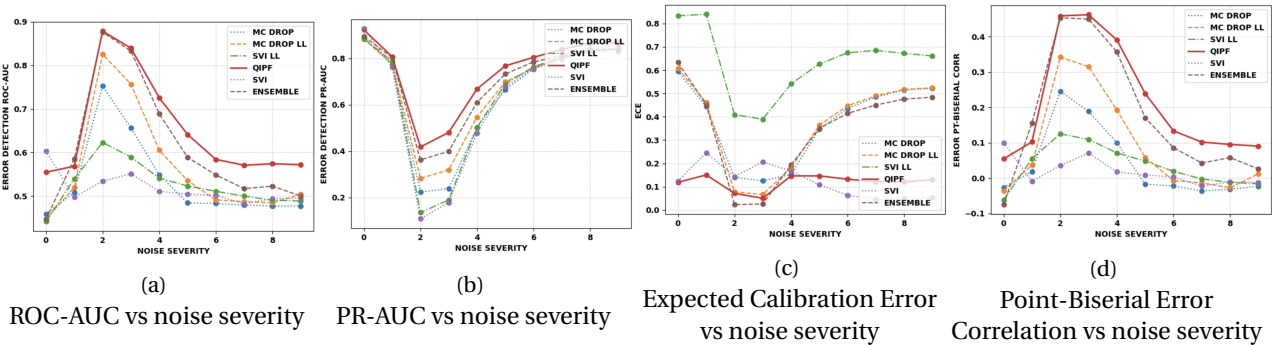 ERROR DETECTION ROC-AUC
0.9
0.8
0.7
0.6
0.5
0 2 4 6 8
NOISE SEVERITY
MC DROP
MC DROP LL
SVI LL
QIPF
SVI
ENSEMBLE
(a)
ROC-AUC vs noise severity
ERROR DETECTION PR-AUC
0.8
0.6
0.4
0.2
0 2 4 6 8
NOISE SEVERITY
MC DROP
MC DROP LL
SVI LL
QIPF
SVI
ENSEMBLE
(b)
PR-AUC vs noise severity
ECE
0.8
0.7
0.6
0.5
0.4
0.3
0.2
0.1
0.0
0 2 4 6 8
NOISE SEVERITY
MC DROP
MC DROP LL
SVI LL
QIPF
SVI
ENSEMBLE
(c)
Expected Calibration Error
vs noise severity
ERROR PT-BISERIAL CORR
0.4
0.3
0.2
0.1
0.0
−0.1
0 2 4 6 8
NOISE SEVERITY
MC DROP
MC DROP LL
SVI LL
QIPF
SVI
ENSEMBLE
(d)
Point-Biserial Error
Correlation vs noise severity